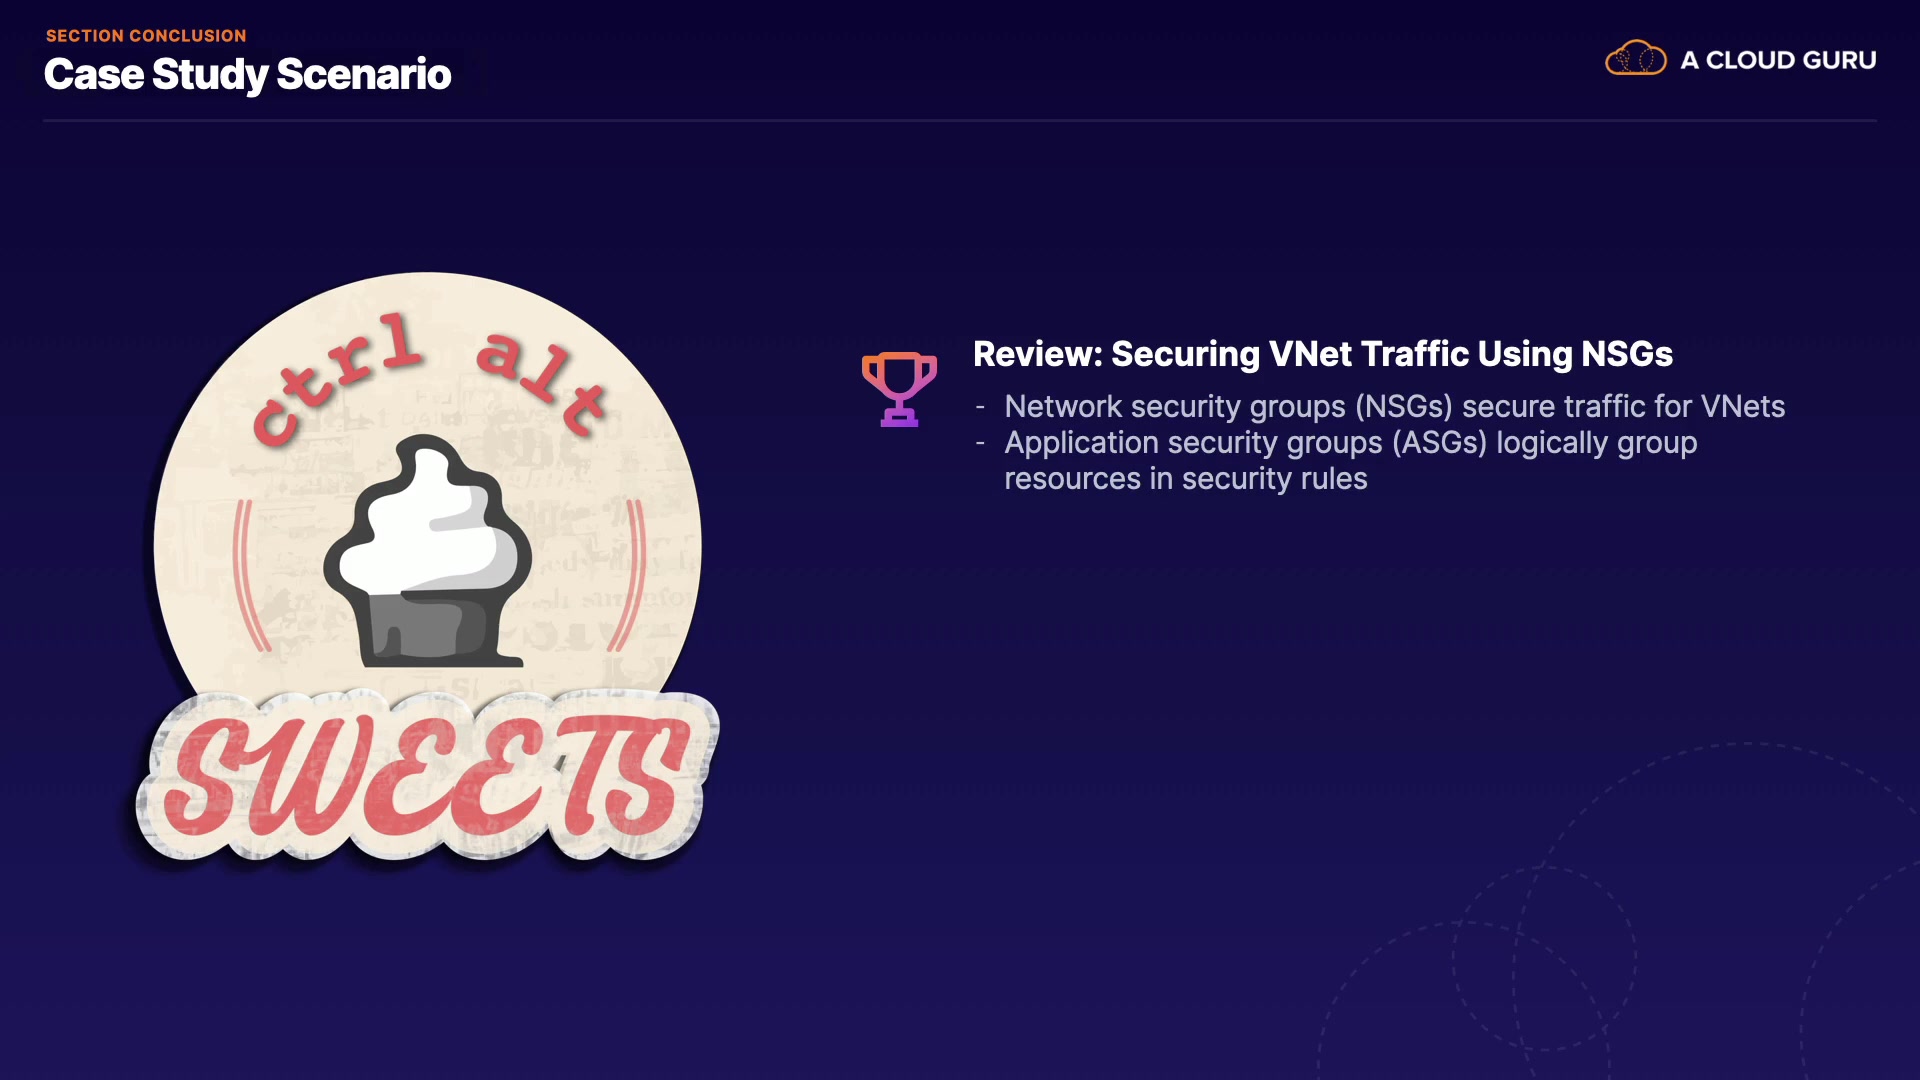 SECTION CONCLUSION
Case Study Scenario
A CLOUD GURU
ctrl alt
SWEETS
Review: Securing VNet Traffic Using NSGs
- Network security groups (NSGs) secure traffic for VNets
- Application security groups (ASGs) logically group
resources in security rules